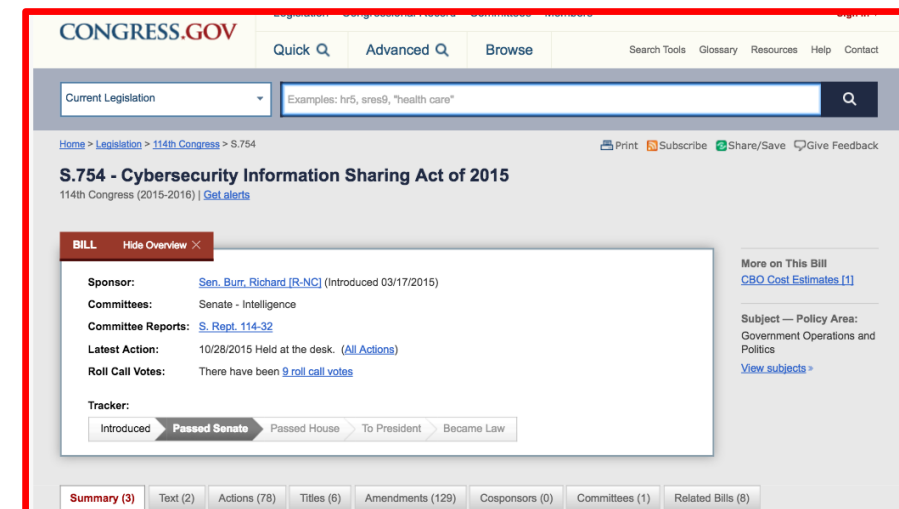 CONGRESS.GOV
Quick Advanced Browse Search Tools Glossary Resources Help Contact
Current Legislation Examples: hr5, sres9, "health care"
Home > Legislation > 114th Congress > S.754 Print Subscribe Share/Save Give Feedback
S.754 - Cybersecurity Information Sharing Act of 2015
114th Congress (2015-2016) | Get alerts
BILL Hide Overview
More on This Bill
CBO Cost Estimates [1]
Subject — Policy Area:
Government Operations and
Politics
View subjects »
Sponsor: Sen. Burr, Richard [R-NC] (Introduced 03/17/2015)
Committees: Senate - Intelligence
Committee Reports: S. Rept. 114-32
Latest Action: 10/28/2015 Held at the desk. (All Actions)
Roll Call Votes: There have been 9 roll call votes
Tracker:
Introduced Passed Senate Passed House To President Became Law
Summary (3) Text (2) Actions (78) Titles (6) Amendments (129) Cosponsors (0) Committees (1) Related Bills (8)